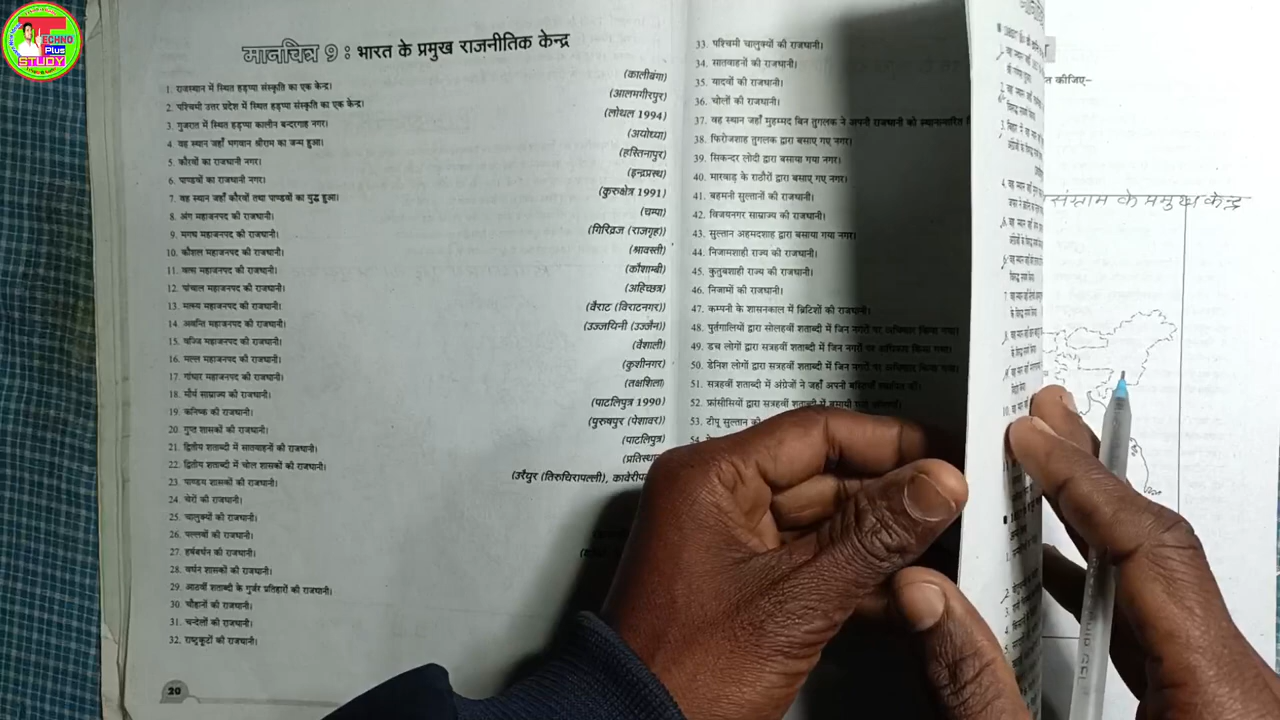 TECHNO
Plus
STUDY
मानचित्र 9 : भारत के प्रमुख राजनीतिक केन्द्र
1. राजस्थान में स्थित हड़प्पा संस्कृति का एक केन्द्र। (कालीबंगा)
2. पश्चिमी उत्तर प्रदेश में स्थित हड़प्पा संस्कृति का एक केन्द्र। (आलमगीरपुर)
3. गुजरात में स्थित हड़प्पा कालीन बन्दरगाह नगर। (लोथल 1994)
4. वह स्थान जहाँ भगवान श्रीराम का जन्म हुआ। (अयोध्या)
5. कौरवों का राजधानी नगर। (हस्तिनापुर)
6. पाण्डवों का राजधानी नगर। (इन्द्रप्रस्थ)
7. वह स्थान जहाँ कौरवों तथा पाण्डवों का युद्ध हुआ। (कुरुक्षेत्र 1991)
8. अंग महाजनपद की राजधानी। (चम्पा)
9. मगध महाजनपद की राजधानी। (गिरिव्रज (राजगृह))
10. कौशल महाजनपद की राजधानी। (श्रावस्ती)
11. वत्स महाजनपद की राजधानी। (कौशाम्बी)
12. पांचाल महाजनपद की राजधानी। (अहिच्छत्र)
13. मत्स्य महाजनपद की राजधानी। (वैराट (विराटनगर))
14. अवन्ति महाजनपद की राजधानी। (उज्जयिनी (उज्जैन))
15. वज्जि महाजनपद की राजधानी। (वैशाली)
16. मल्ल महाजनपद की राजधानी। (कुशीनगर)
17. गांधार महाजनपद की राजधानी। (तक्षशिला)
18. मौर्य साम्राज्य की राजधानी। (पाटलिपुत्र 1990)
19. कनिष्क की राजधानी। (पुरुषपुर (पेशावर))
20. गुप्त शासकों की राजधानी। (पाटलिपुत्र)
21. द्वितीय शताब्दी में सातवाहनों की राजधानी। (प्रतिस्थान
22. द्वितीय शताब्दी में चोल शासकों की राजधानी। (उरैयुर (तिरुचिरापल्ली),
23. पाण्डय शासकों की राजधानी।
24. चेरों की राजधानी।
25. चालुक्यों की राजधानी।
26. पल्लवों की राजधानी।
27. हर्षवर्धन की राजधानी।
28. वर्धन शासकों की राजधानी।
29. आठवीं शताब्दी के गुर्जर प्रतिहारों की राजधानी।
30. चौहानों की राजधानी।
31. चन्देलों की राजधानी।
32. राष्ट्रकूटों की राजधानी।
20
33. पश्चिमी चालुक्यों की राजधानी।
34. सातवाहनों की राजधानी।
35. यादवों की राजधानी।
36. चोलों की राजधानी।
37. वह स्थान जहाँ मुहम्मद बिन तुगलक ने अपनी राजधानी को स्थानान्तरित
38. फिरोजशाह तुगलक द्वारा बसाए गए नगर।
39. सिकन्दर लोदी द्वारा बसाया गया नगर।
40. मारवाड़ के राठौरों द्वारा बसाए गए नगर।
41. बहमनी सुल्तानों की राजधानी।
42. विजयनगर साम्राज्य की राजधानी।
43. सुल्तान अहमदशाह द्वारा बसाया गया नगर।
44. निजामशाही राज्य की राजधानी।
45. कुतुबशाही राज्य की राजधानी।
46. निजामों की राजधानी।
47. कम्पनी के शासनकाल में ब्रिटिशों की राजधानी।
48. पुर्तगालियों द्वारा सोलहवीं शताब्दी में जिन नगरों पर अधिकार किया गया।
49. डच लोगों द्वारा सत्रहवीं शताब्दी में जिन नगरों पर अधिकार किया गया।
50. डेनिश लोगों द्वारा सत्रहवीं शताब्दी में जिन नगरों पर अधिकार किया गया।
51. सत्रहवीं शताब्दी में अंग्रेजों ने जहाँ अपनी
52. फ्रांसीसियों द्वारा सत्रहवीं शताब्दी में
53. टीपू सुल्तान की
54.
कीजिए–
संग्राम के प्रमुख केन्द्र